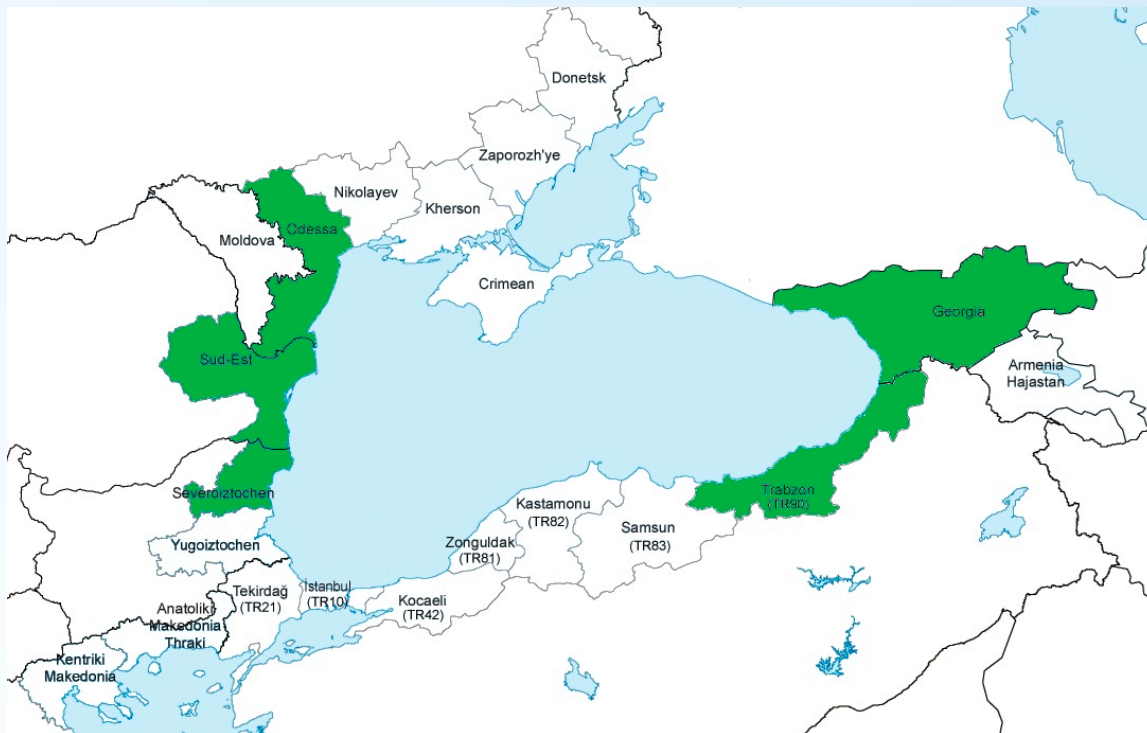 Donetsk
Zaporozh'ye
Nikolayev
Kherson
Odessa
Moldova
Crimean
Georgia
Sud-Est
Armenia
Hajastan
Severoiztochen
Trabzon
(TR90)
Kastamonu
(TR82)
Samsun
(TR83)
Yugoiztochen
Zonguldak
(TR81)
Tekirdağ
(TR21)
İstanbul
(TR10)
Kocaeli
(TR42)
Anatoliki
Makedonia
Thraki
Kentriki
Makedonia